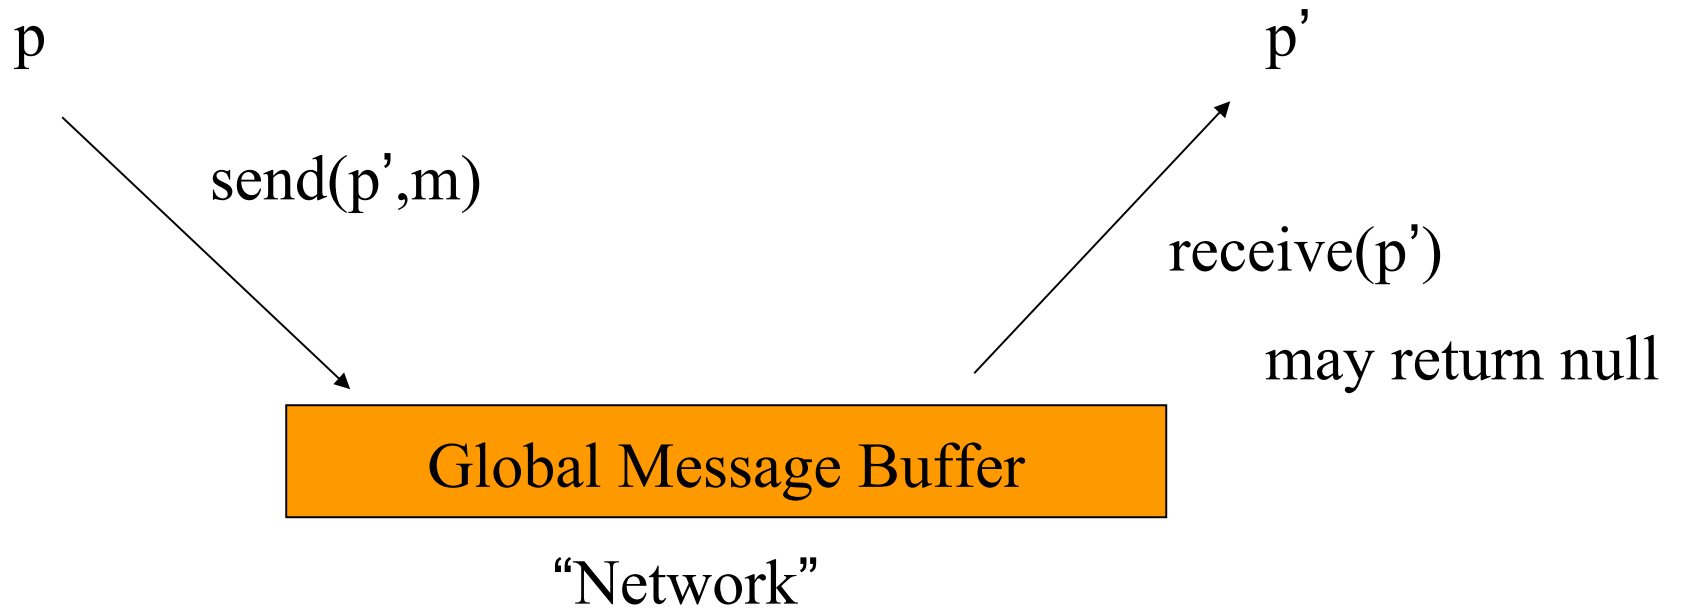 p
p’
send(p’,m)
receive(p’)
may return null
Global Message Buffer
“Network”